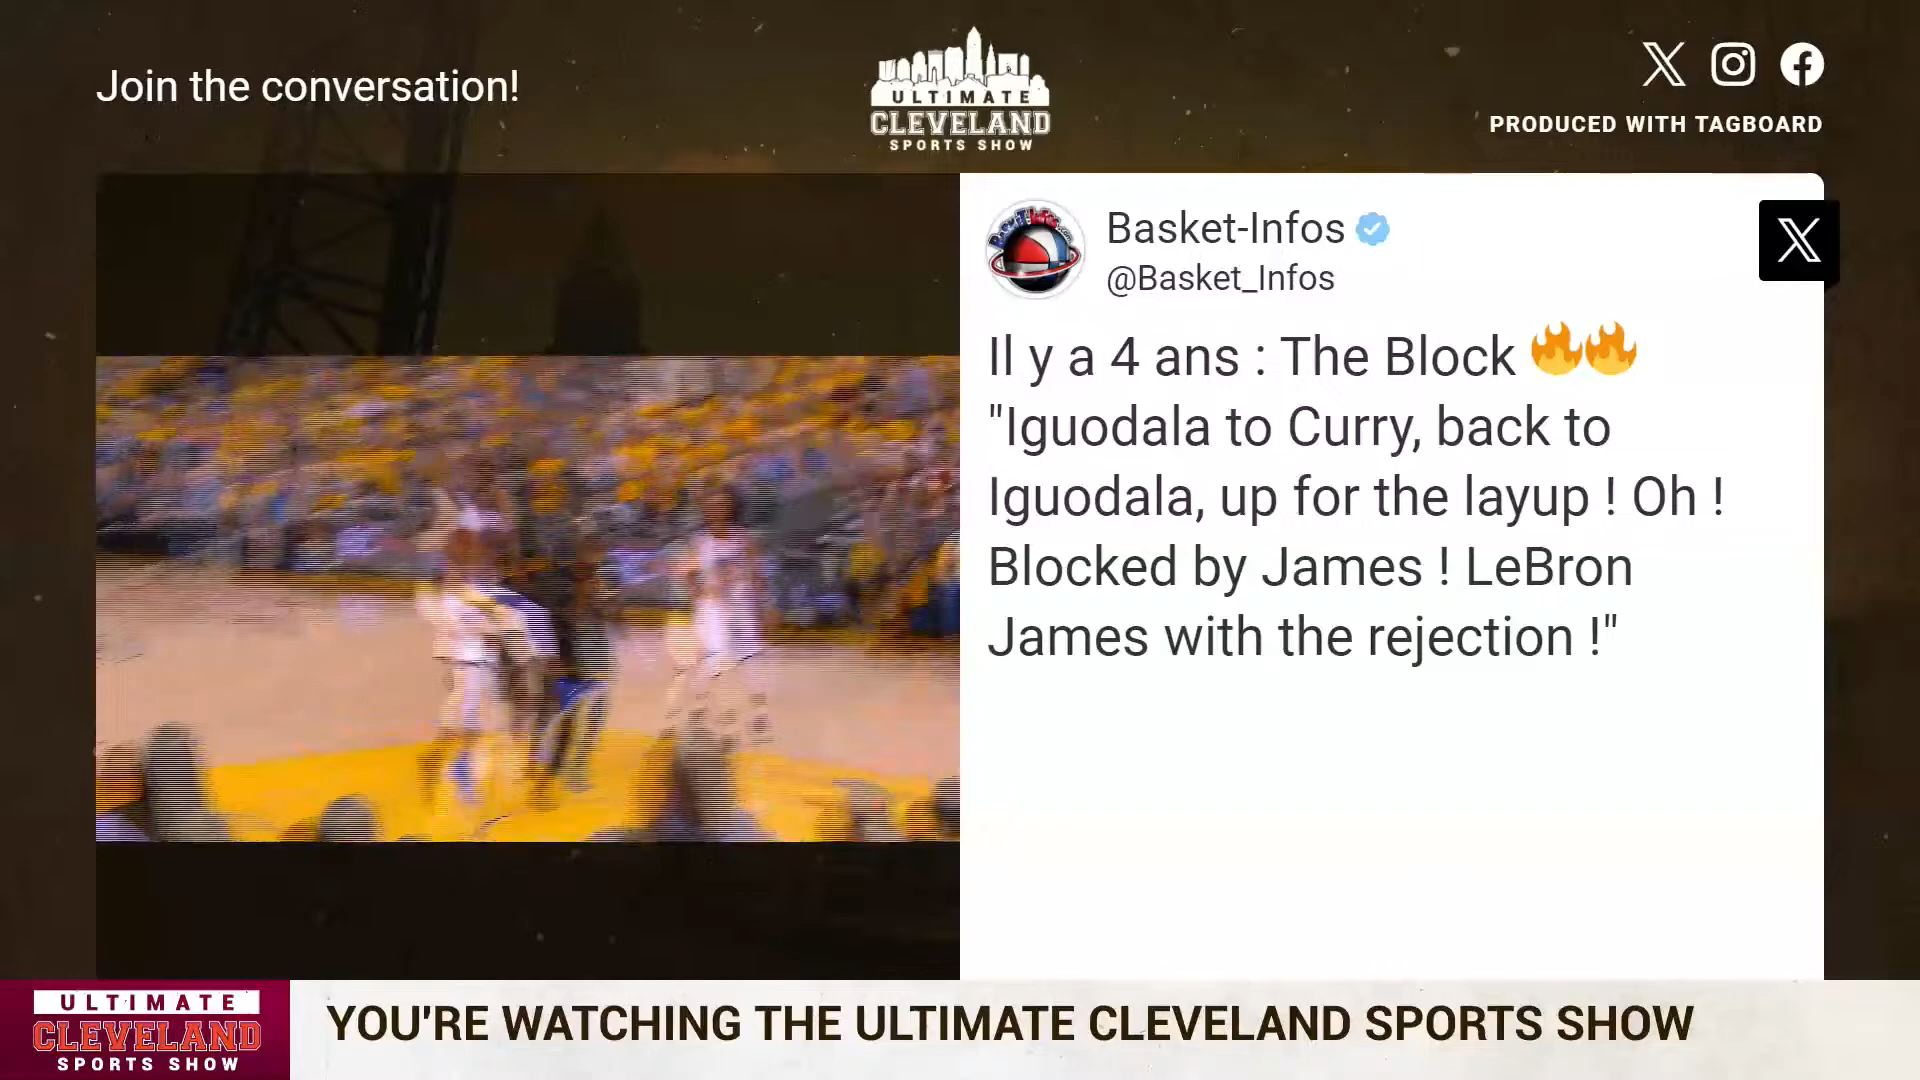 Join the conversation!
ULTIMATE
CLEVELAND
SPORTS SHOW
PRODUCED WITH TAGBOARD
Basket-Infos
@Basket_Infos
Il y a 4 ans : The Block 🔥🔥
"Iguodala to Curry, back to
Iguodala, up for the layup ! Oh !
Blocked by James ! LeBron
James with the rejection !"
ULTIMATE
CLEVELAND
SPORTS SHOW
YOU'RE WATCHING THE ULTIMATE CLEVELAND SPORTS SHOW